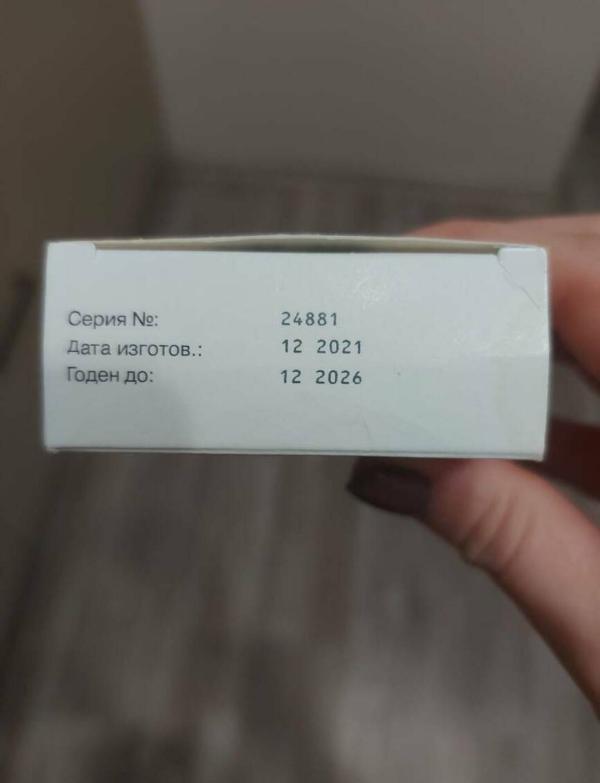 Серия №: 24881
Дата изготов.: 12 2021
Годен до: 12 2026